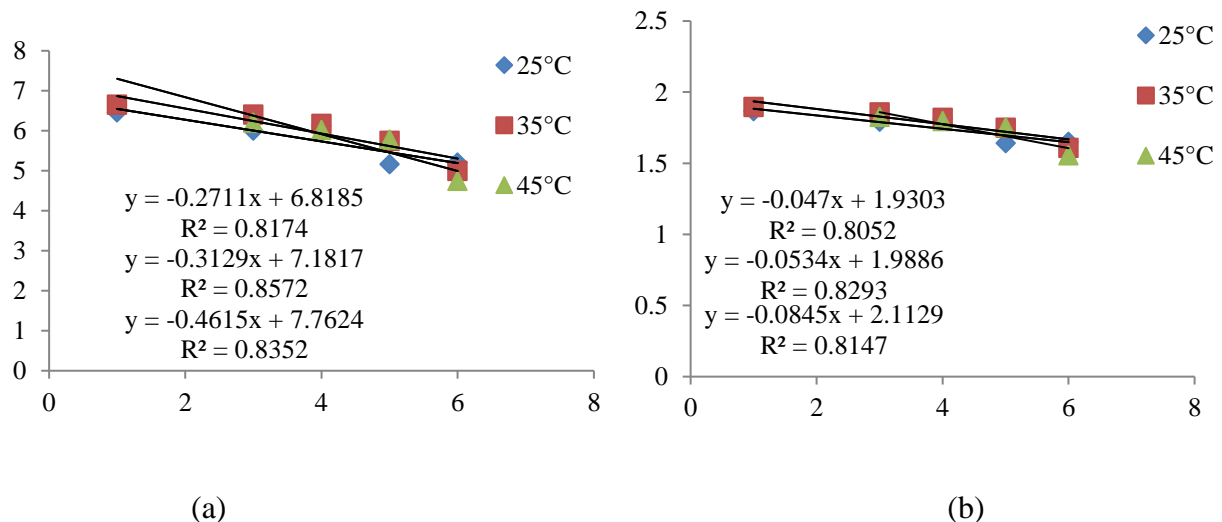 8
7
6
5
4
3
2
1
0
0 2 4 6 8
25°C
35°C
45°C
y = -0.2711x + 6.8185
R² = 0.8174
y = -0.3129x + 7.1817
R² = 0.8572
y = -0.4615x + 7.7624
R² = 0.8352
(a)
2.5
2
1.5
1
0.5
0
0 2 4 6 8
25°C
35°C
45°C
y = -0.047x + 1.9303
R² = 0.8052
y = -0.0534x + 1.9886
R² = 0.8293
y = -0.0845x + 2.1129
R² = 0.8147
(b)